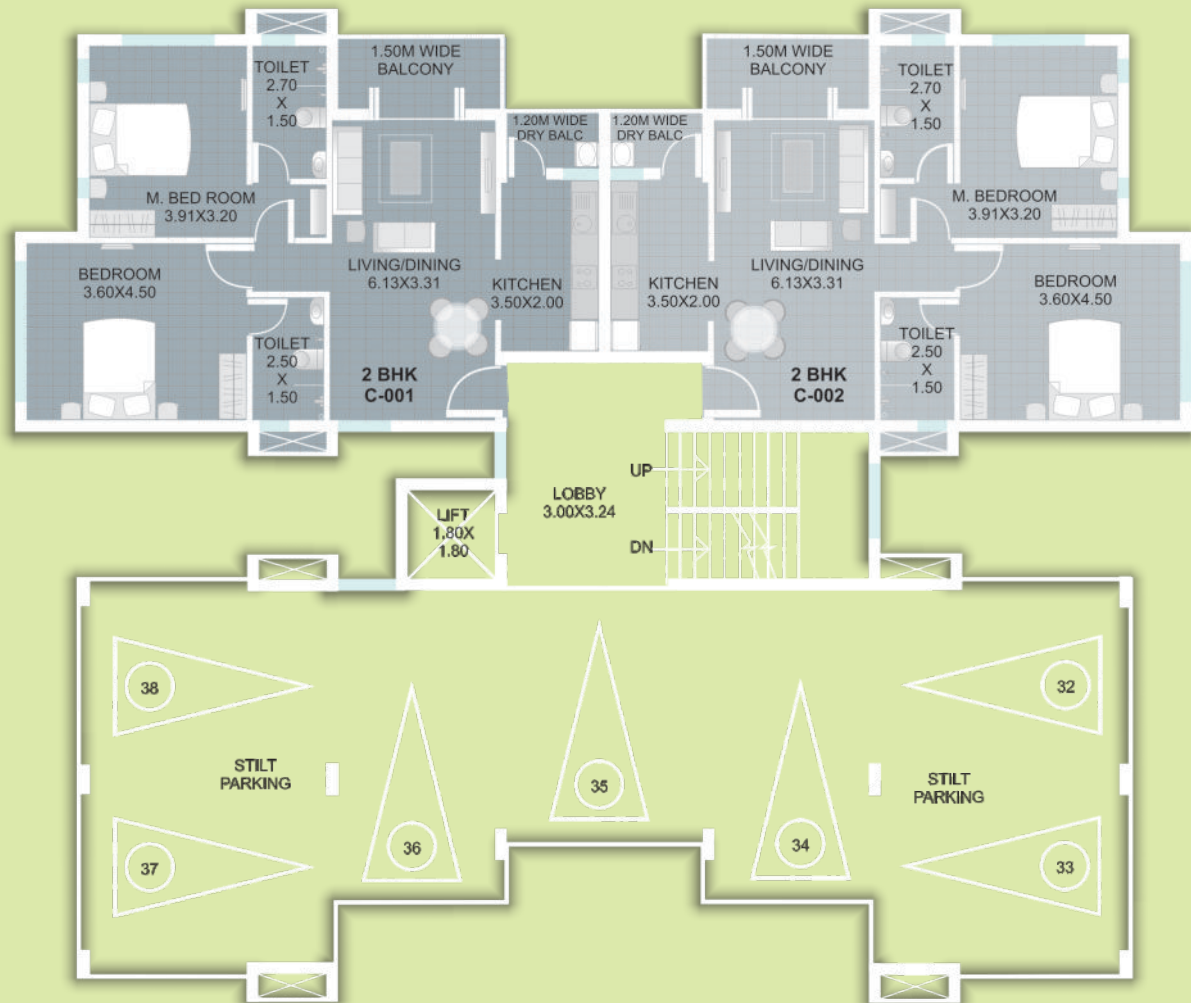 1.50M WIDE
BALCONY
TOILET
2.70
X
1.50
1.20M WIDE
DRY BALC
M. BED ROOM
3.91X3.20
BEDROOM
3.60X4.50
LIVING/DINING
6.13X3.31
KITCHEN
3.50X2.00
TOILET
2.50
X
1.50
2 BHK
C-001
1.50M WIDE
BALCONY
TOILET
2.70
X
1.50
1.20M WIDE
DRY BALC
M. BEDROOM
3.91X3.20
LIVING/DINING
6.13X3.31
KITCHEN
3.50X2.00
BEDROOM
3.60X4.50
TOILET
2.50
X
1.50
2 BHK
C-002
UP
LOBBY
3.00X3.24
LIFT
1.80X
1.80
DN
38
32
STILT
PARKING
35
STILT
PARKING
37
36
34
33